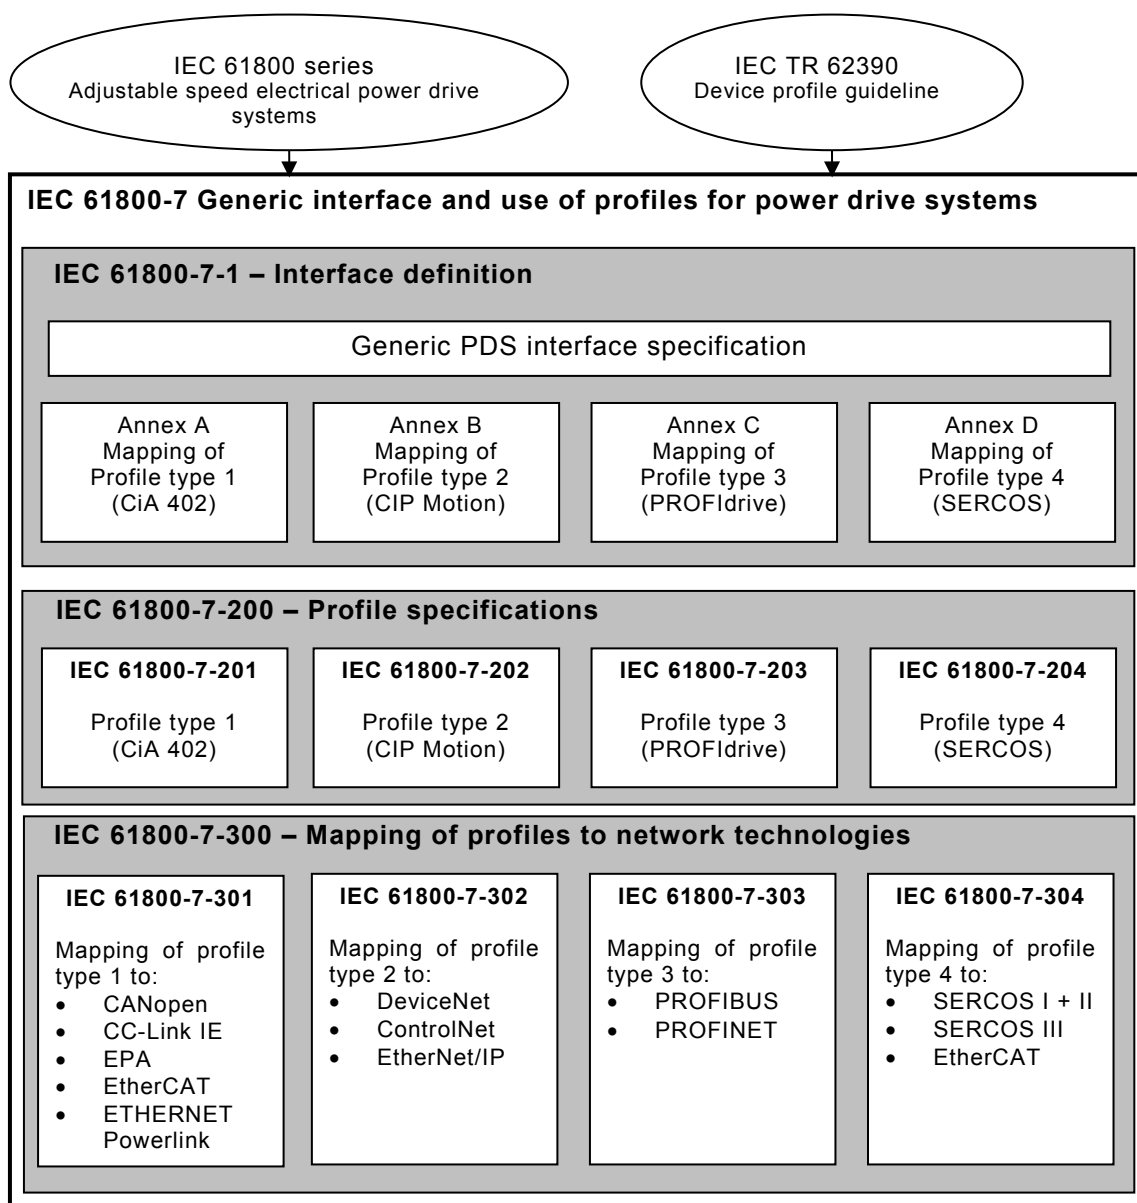 IEC 61800 series
Adjustable speed electrical power drive
systems
IEC TR 62390
Device profile guideline
IEC 61800-7 Generic interface and use of profiles for power drive systems
IEC 61800-7-1 – Interface definition
Generic PDS interface specification
Annex A
Mapping of
Profile type 1
(CiA 402)
Annex B
Mapping of
Profile type 2
(CIP Motion)
Annex C
Mapping of
Profile type 3
(PROFIdrive)
Annex D
Mapping of
Profile type 4
(SERCOS)
IEC 61800-7-200 – Profile specifications
IEC 61800-7-201
Profile type 1
(CiA 402)
IEC 61800-7-202
Profile type 2
(CIP Motion)
IEC 61800-7-203
Profile type 3
(PROFIdrive)
IEC 61800-7-204
Profile type 4
(SERCOS)
IEC 61800-7-300 – Mapping of profiles to network technologies
IEC 61800-7-301
Mapping of profile
type 1 to:
• CANopen
• CC-Link IE
• EPA
• EtherCAT
• ETHERNET
Powerlink
IEC 61800-7-302
Mapping of profile
type 2 to:
• DeviceNet
• ControlNet
• EtherNet/IP
IEC 61800-7-303
Mapping of profile
type 3 to:
• PROFIBUS
• PROFINET
IEC 61800-7-304
Mapping of profile
type 4 to:
• SERCOS I + II
• SERCOS III
• EtherCAT